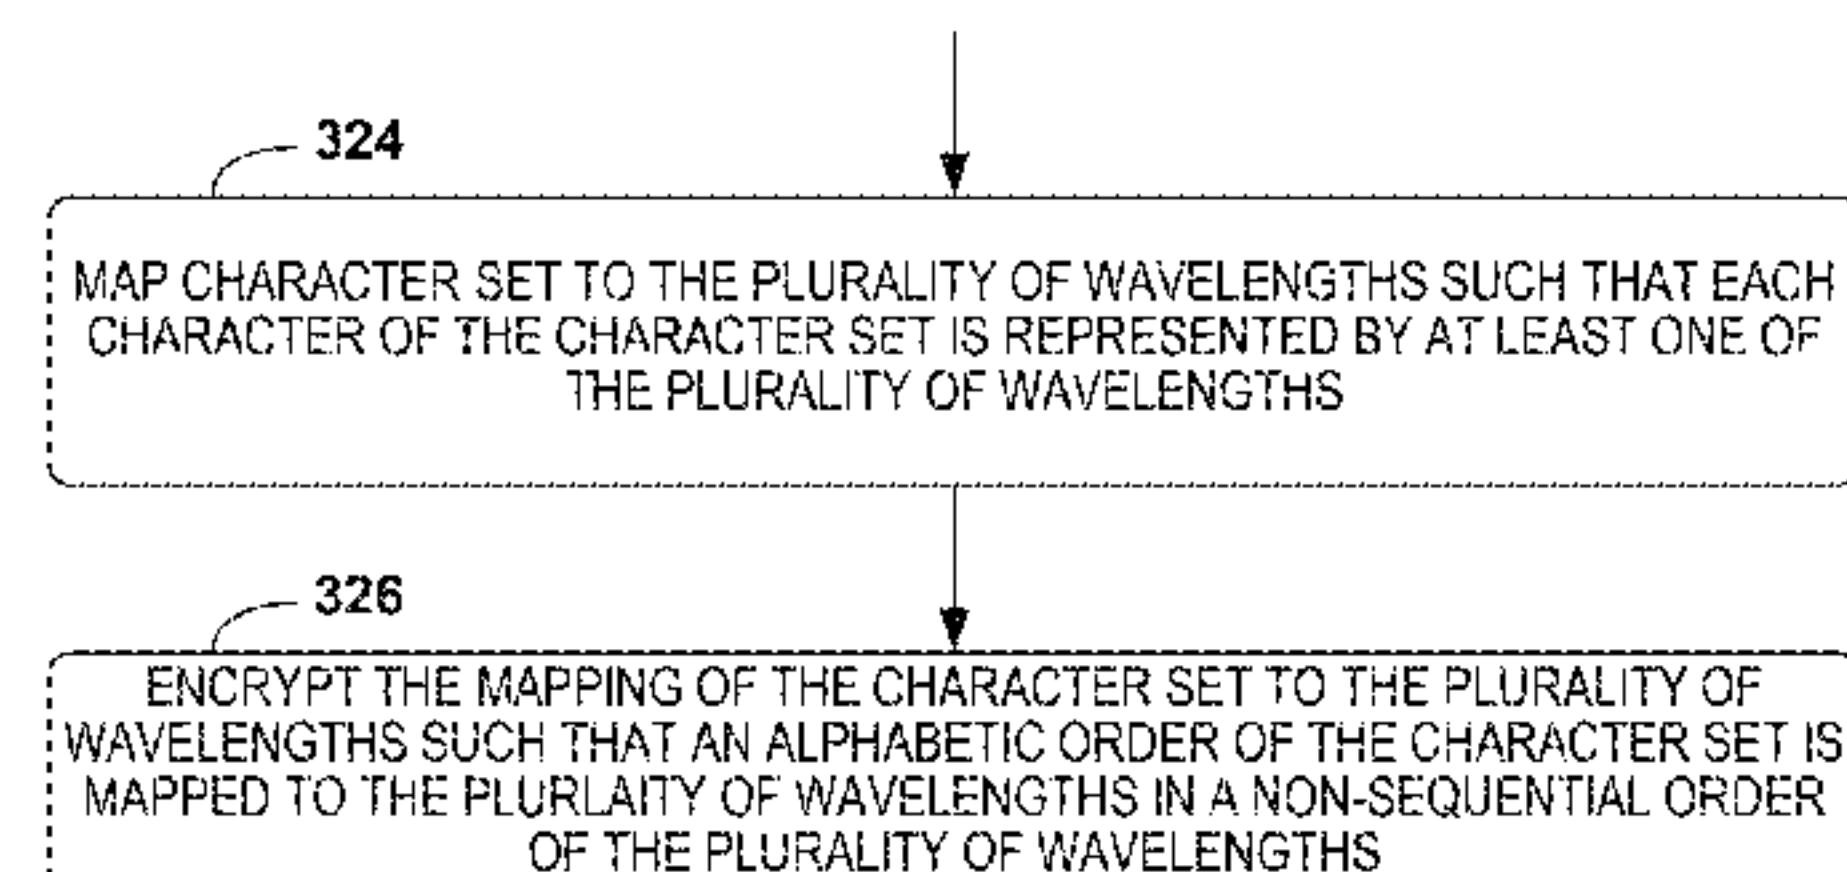 324
MAP CHARACTER SET TO THE PLURALITY OF WAVELENGTHS SUCH THAT EACH
CHARACTER OF THE CHARACTER SET IS REPRESENTED BY AT LEAST ONE OF
THE PLURALITY OF WAVELENGTHS
326
ENCRYPT THE MAPPING OF THE CHARACTER SET TO THE PLURALITY OF
WAVELENGTHS SUCH THAT AN ALPHABETIC ORDER OF THE CHARACTER SET IS
MAPPED TO THE PLURLAITY OF WAVELENGTHS IN A NON-SEQUENTIAL ORDER
OF THE PLURALITY OF WAVELENGTHS